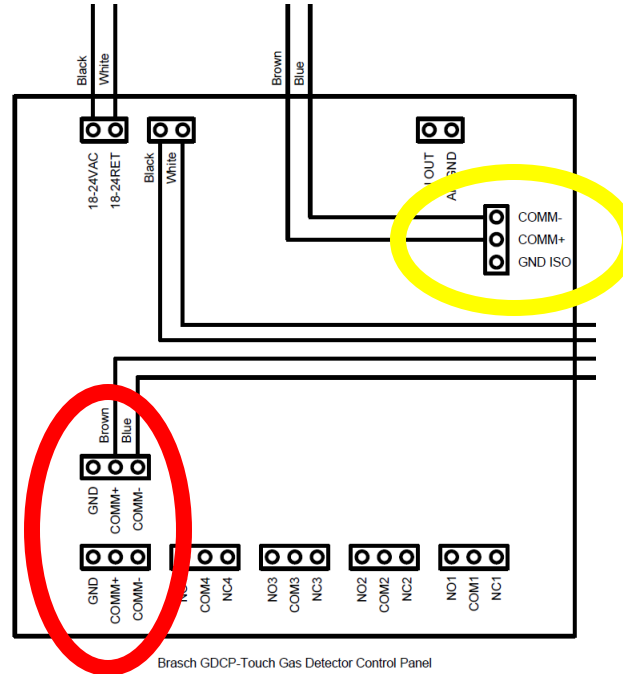 Black
White
Brown
Blue
18-24VAC
18-24RET
Black
White
OUT
GND
COMM-
COMM+
GND ISO
Brown
Blue
GND
COMM+
COMM-
GND
COMM+
COMM-
COM4
NC4
NO3
COM3
NC3
NO2
COM2
NC2
NO1
COM1
NC1
Brasch GDCP-Touch Gas Detector Control Panel